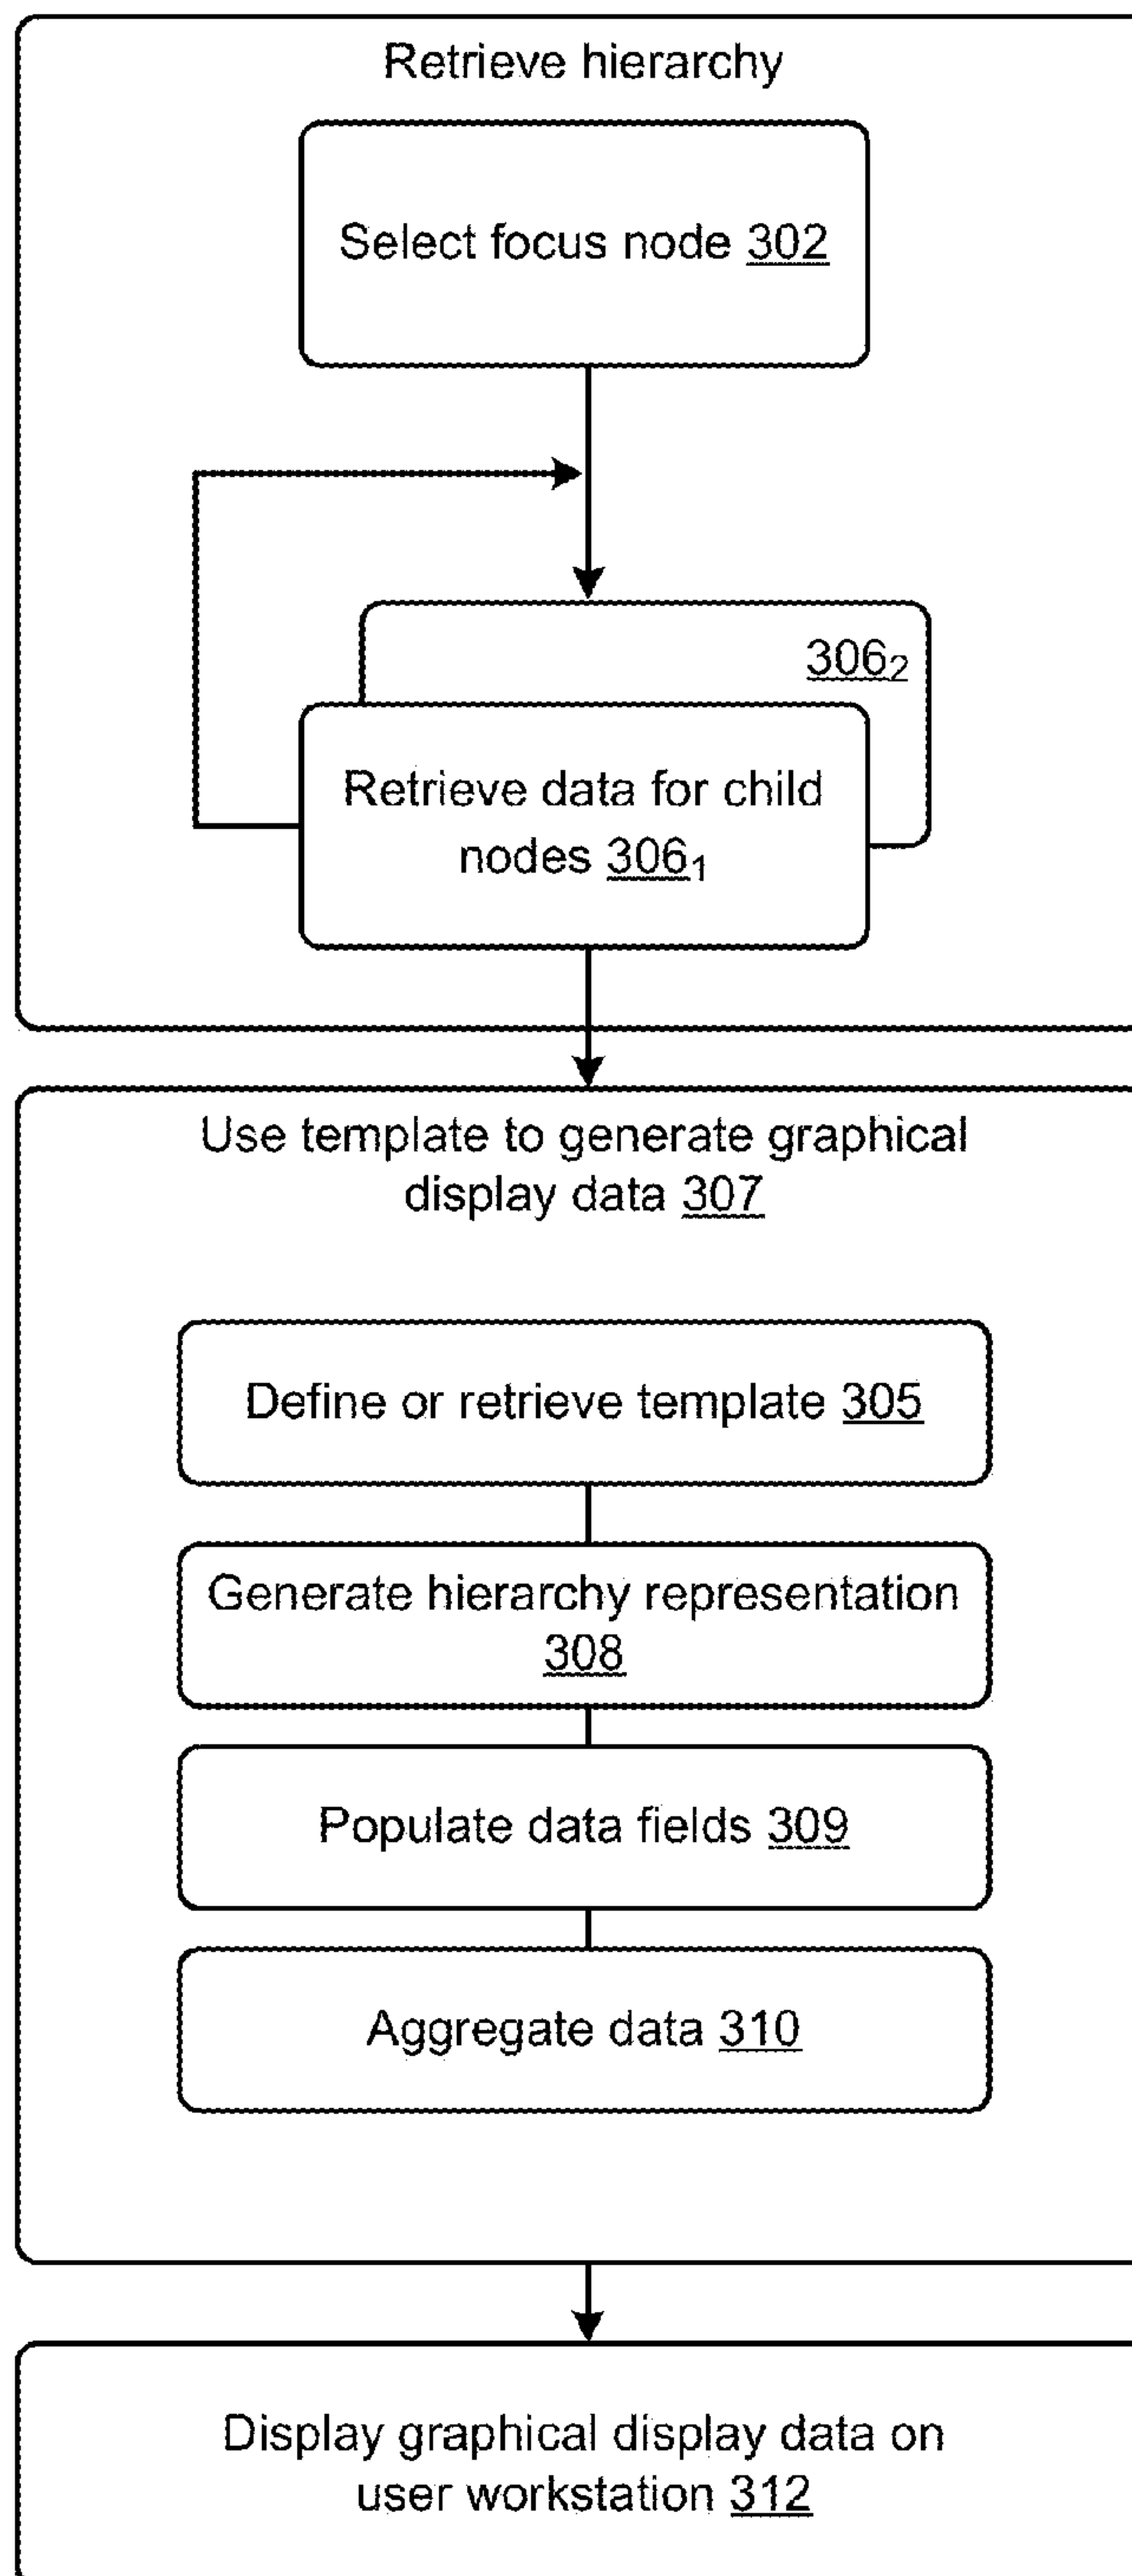 Retrieve hierarchy
Select focus node 302
306₂
Retrieve data for child
nodes 306₁
Use template to generate graphical
display data 307
Define or retrieve template 305
Generate hierarchy representation
308
Populate data fields 309
Aggregate data 310
Display graphical display data on
user workstation 312